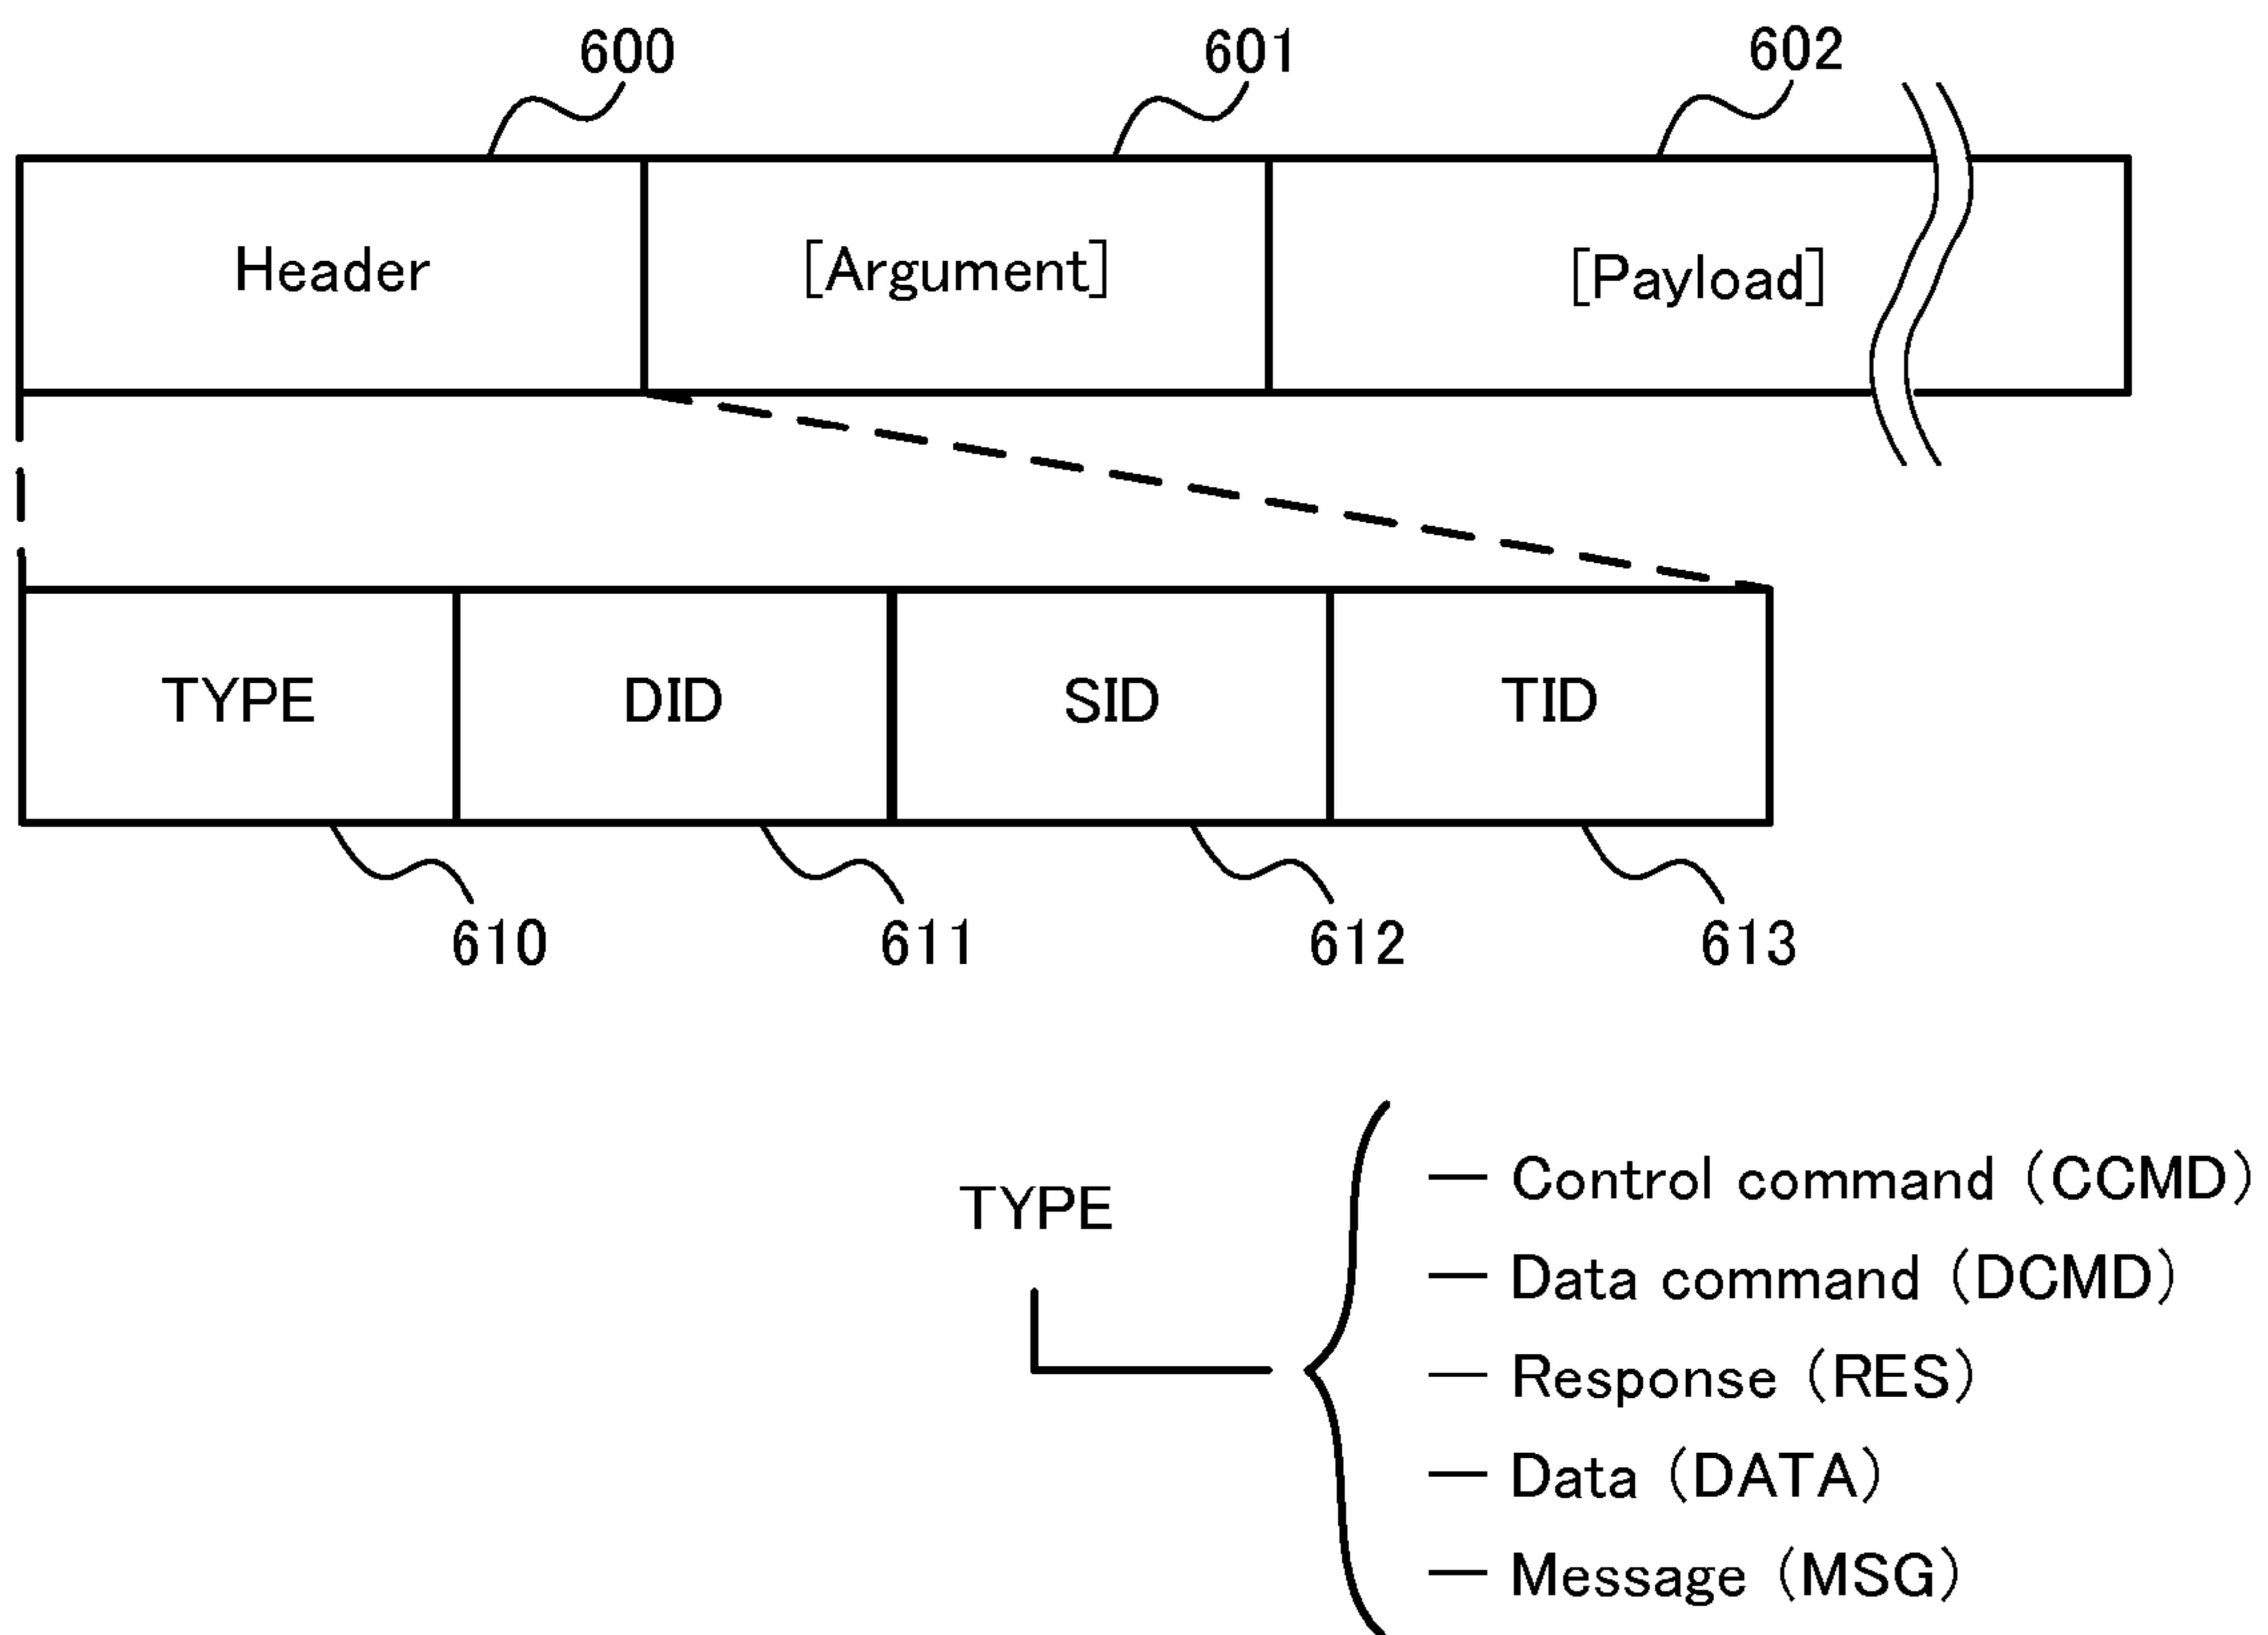 600 601 602
Header [Argument] [Payload]
TYPE DID SID TID
610 611 612 613
TYPE
— Control command (CCMD)
— Data command (DCMD)
— Response (RES)
— Data (DATA)
— Message (MSG)